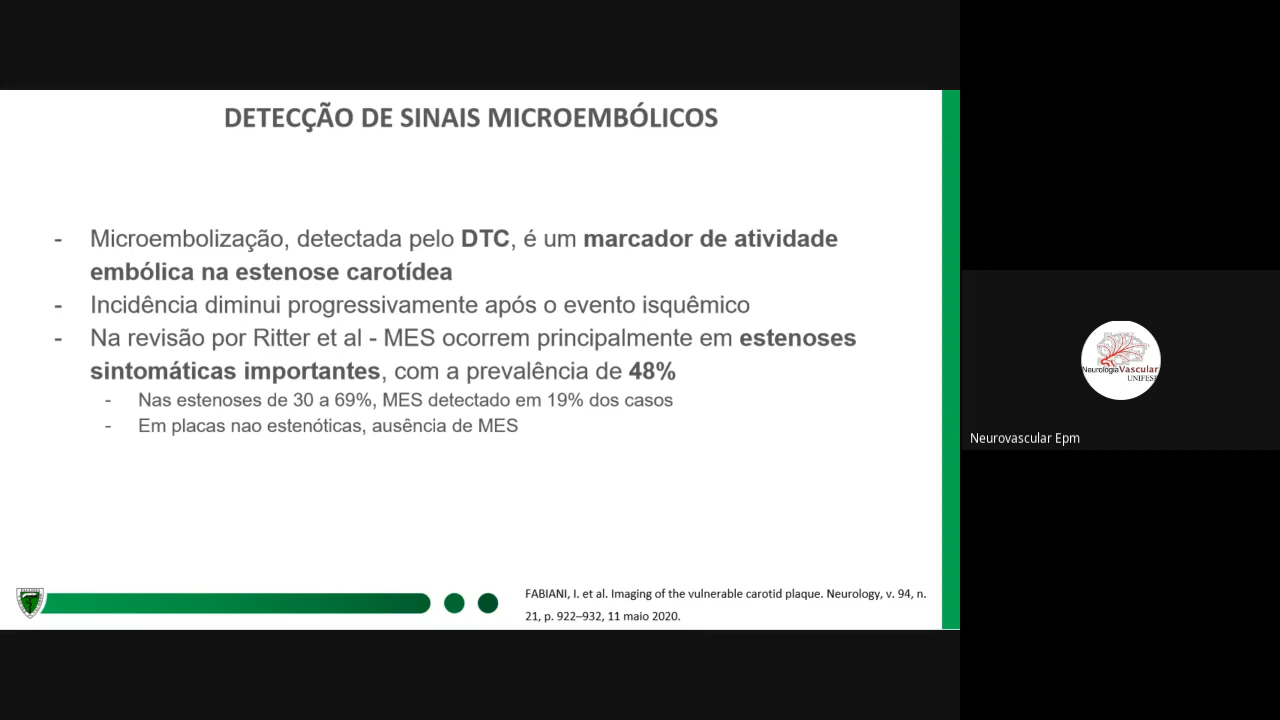 DETECÇÃO DE SINAIS MICROEMBÓLICOS
- Microembolização, detectada pelo DTC, é um marcador de atividade
embólica na estenose carotídea
- Incidência diminui progressivamente após o evento isquêmico
- Na revisão por Ritter et al - MES ocorrem principalmente em estenoses
sintomáticas importantes, com a prevalência de 48%
- Nas estenoses de 30 a 69%, MES detectado em 19% dos casos
- Em placas nao estenóticas, ausência de MES
FABIANI, I. et al. Imaging of the vulnerable carotid plaque. Neurology, v. 94, n.
21, p. 922–932, 11 maio 2020.
NeurologiaVascular
UNIFESP
Neurovascular Epm